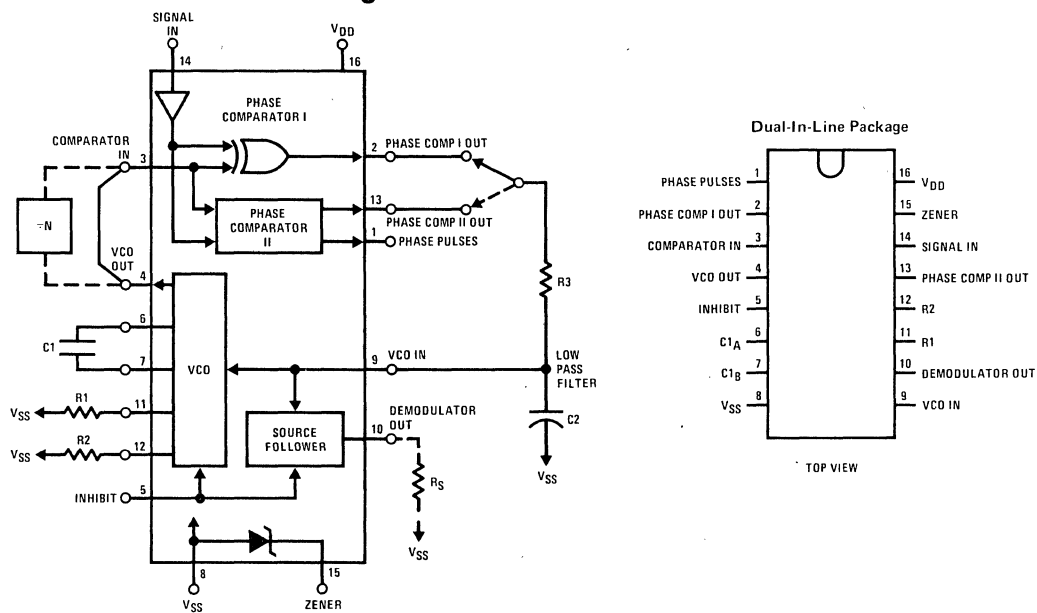 SIGNAL
IN
14
VDD
16
PHASE
COMPARATOR I
COMPARATOR
IN
3
2
PHASE COMP I OUT
13
PHASE COMP II OUT
PHASE
COMPARATOR
II
1
PHASE PULSES
÷N
VCO
OUT
4
R3
6
C1
7
VCO
9
VCO IN
LOW
PASS
FILTER
C2
VSS
R1
11
VSS
R2
12
VSS
DEMODULATOR
OUT
10
SOURCE
FOLLOWER
RS
VSS
INHIBIT
5
8
VSS
15
ZENER
Dual-In-Line Package
PHASE PULSES 1
PHASE COMP I OUT 2
COMPARATOR IN 3
VCO OUT 4
INHIBIT 5
C1A 6
C1B 7
VSS 8
16 VDD
15 ZENER
14 SIGNAL IN
13 PHASE COMP II OUT
12 R2
11 R1
10 DEMODULATOR OUT
9 VCO IN
TOP VIEW